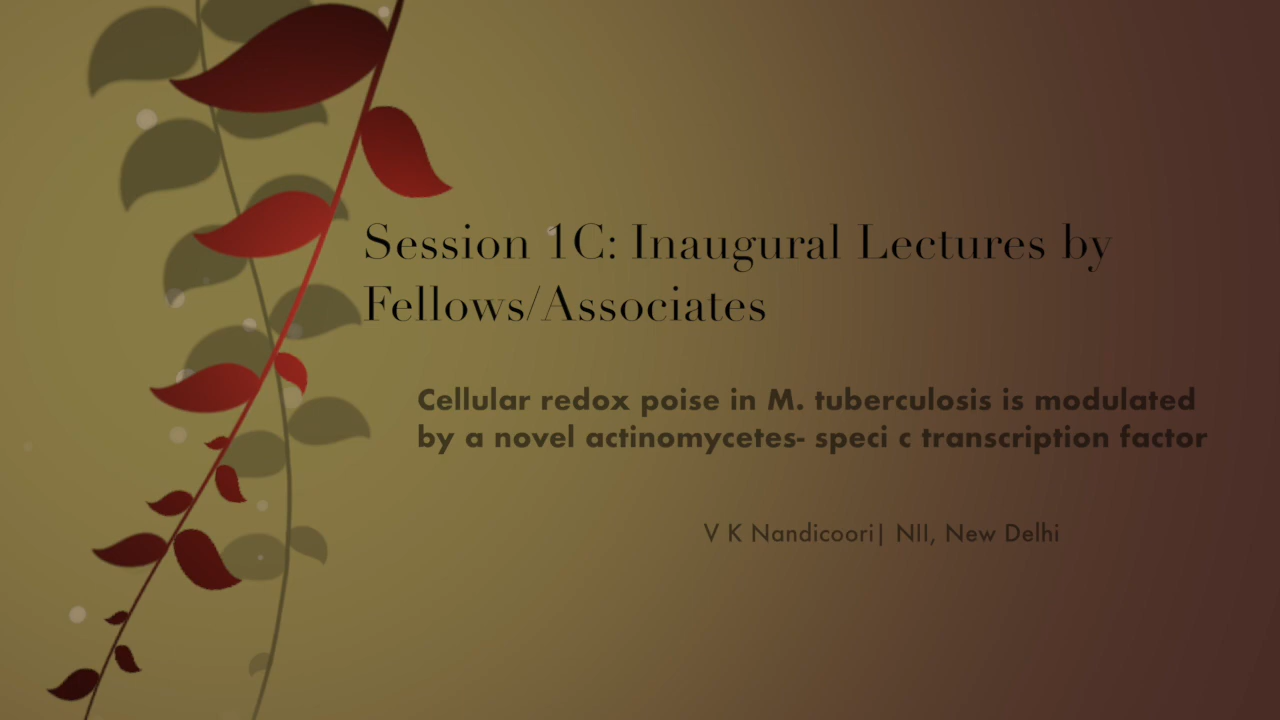 Session 1C: Inaugural Lectures by
Fellows/Associates
Cellular redox poise in M. tuberculosis is modulated
by a novel actinomycetes- speci c transcription factor
V K Nandicoori| NII, New Delhi